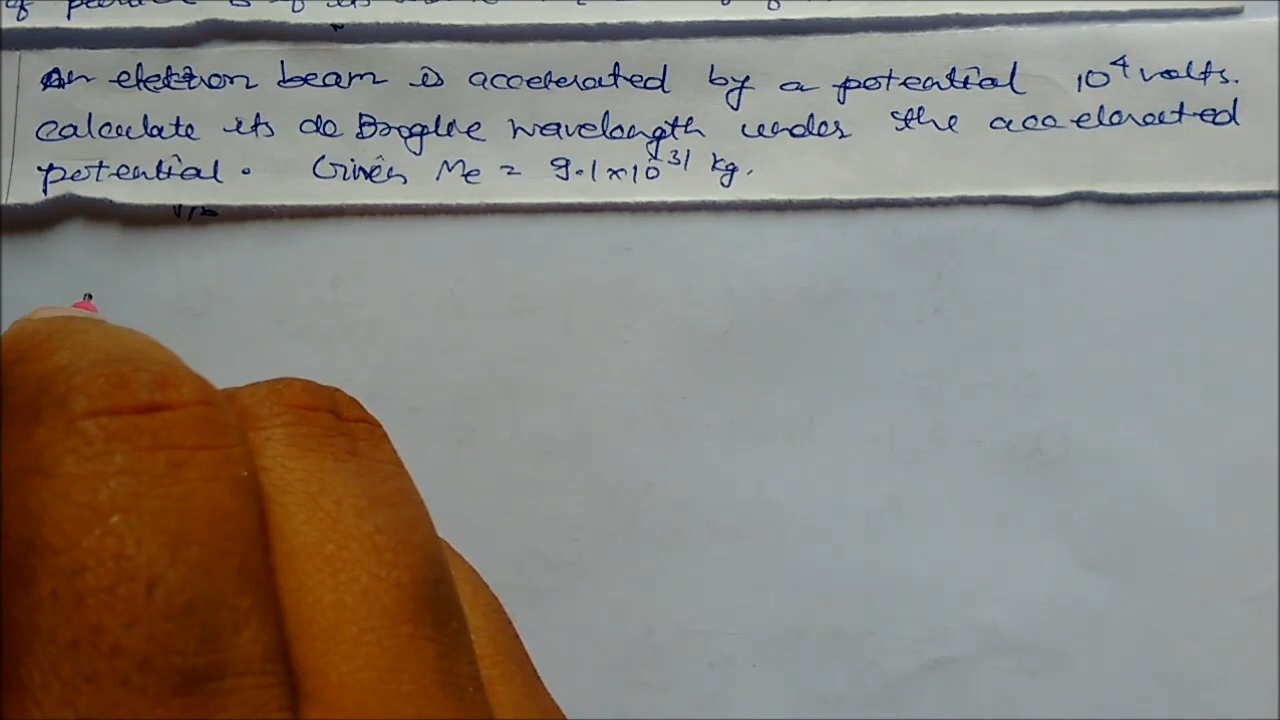 An electron beam is accelerated by a potential 10⁴ volts.
calculate its de Broglie wavelength under the accelerated
potential. Given Me = 9.1×10⁻³¹ kg.